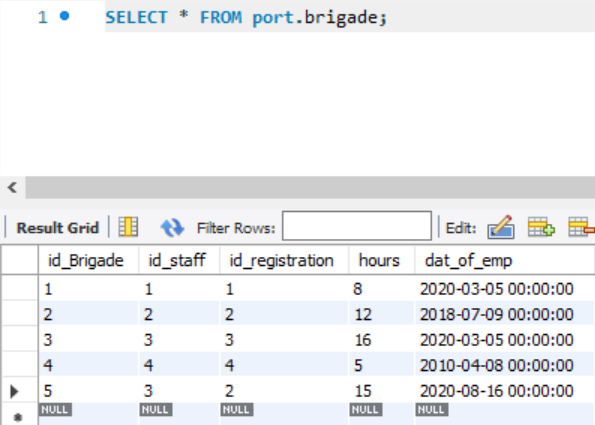 1 SELECT * FROM port.brigade;
Result Grid Filter Rows: Edit:
id_Brigade id_staff id_registration hours dat_of_emp
1 1 1 8 2020-03-05 00:00:00
2 2 2 12 2018-07-09 00:00:00
3 3 3 16 2020-03-05 00:00:00
4 4 4 5 2010-04-08 00:00:00
5 3 2 15 2020-08-16 00:00:00
NULL NULL NULL NULL NULL